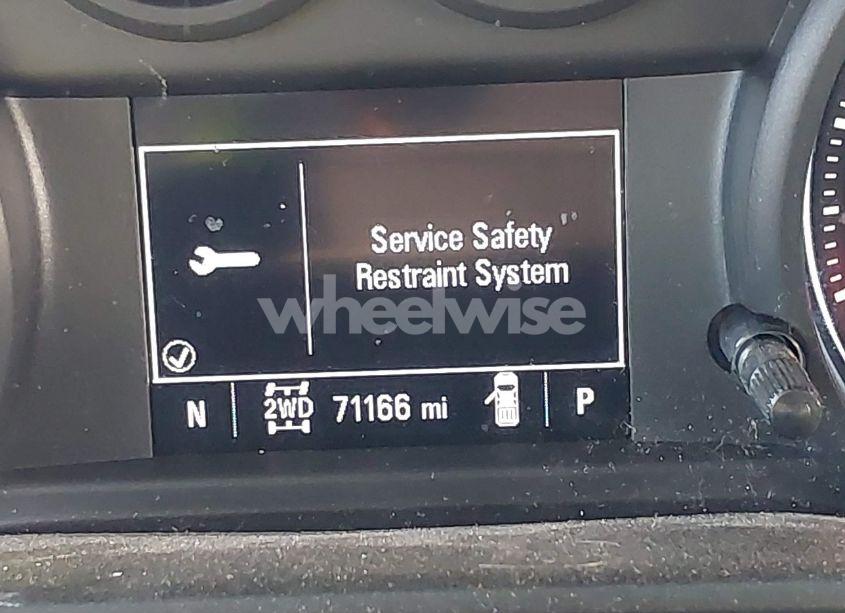 Service Safety
Restraint System
wheelwise
N 2WD 71166 mi P